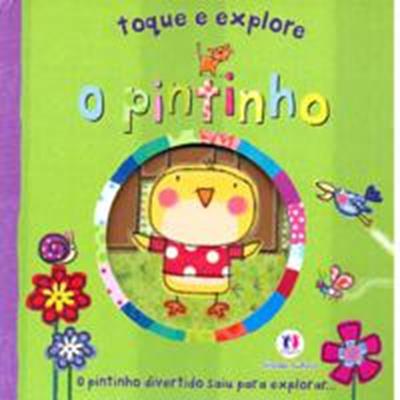 toque e explore
o pintinho
o pintinho divertido saiu para explorar...